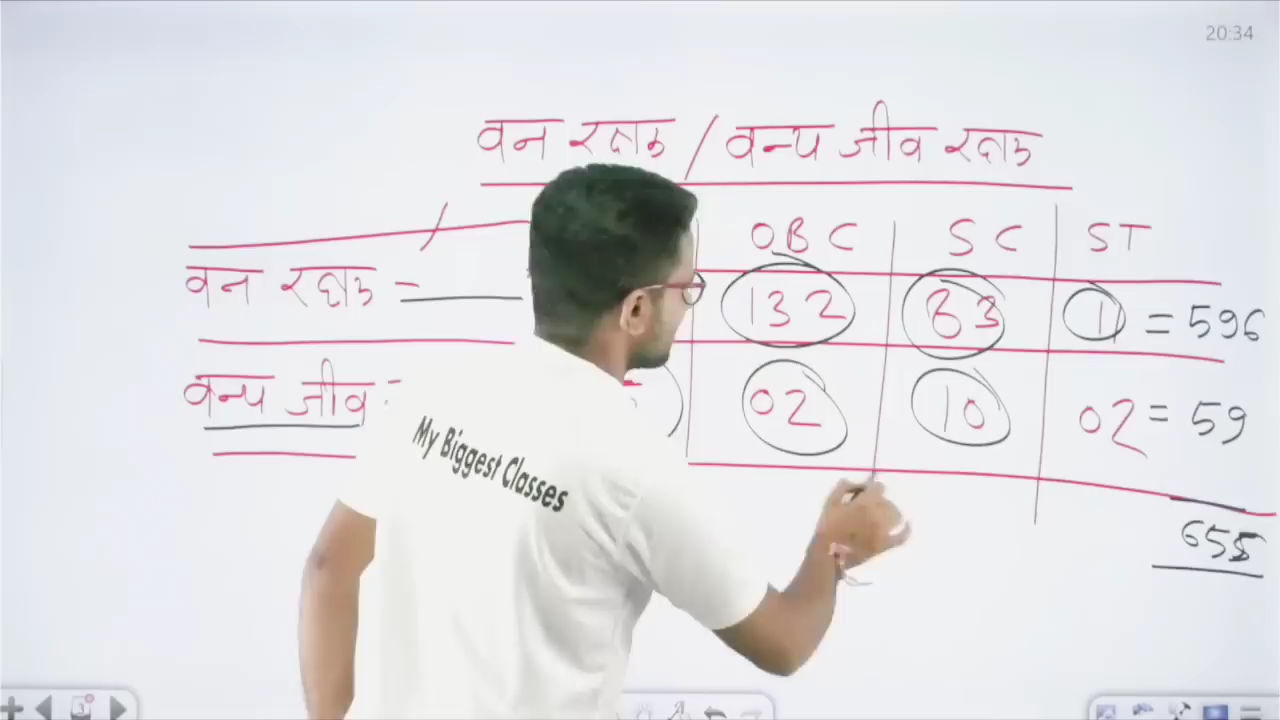 20:34
वन रक्षक / वन्य जीव रक्षक
OBC SC ST
वन रक्षक - 132 83 1 = 596
वन्य जीव 02 10 02 = 59
655
My Biggest Classes